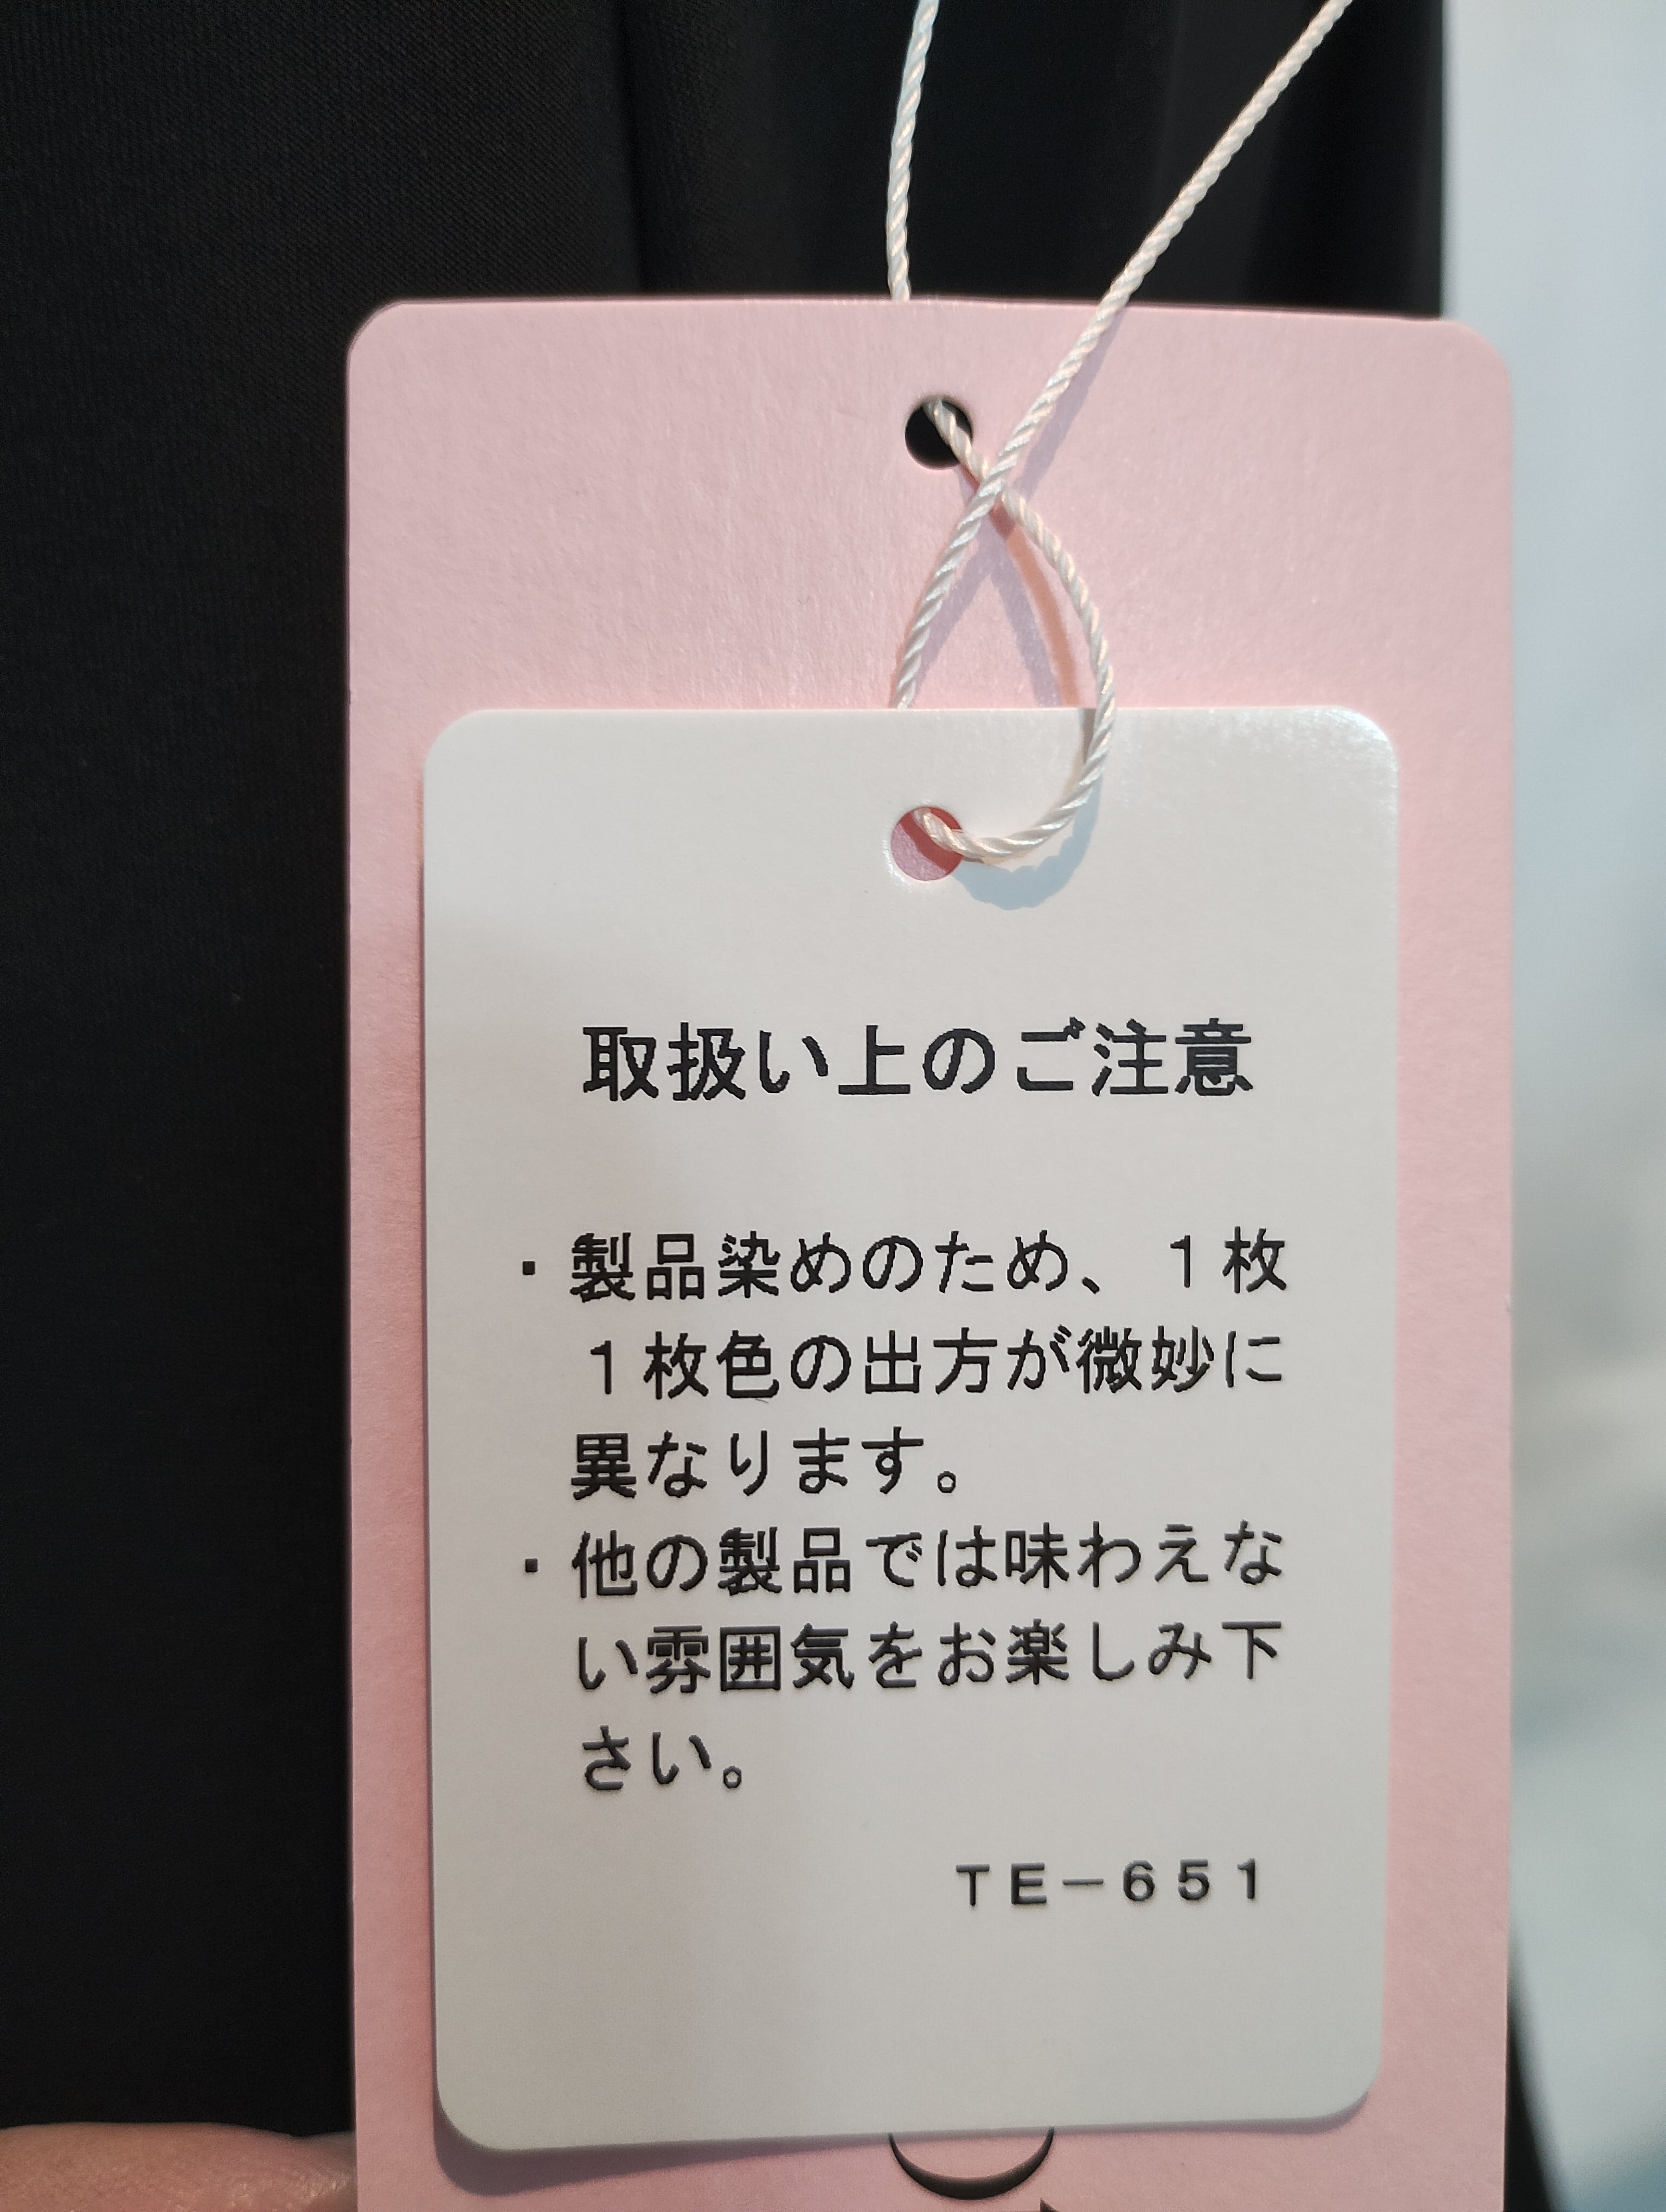 取扱い上のご注意
・製品染めのため、１枚
１枚色の出方が微妙に
異なります。
・他の製品では味わえな
い雰囲気をお楽しみ下
さい。
ＴＥ－６５１